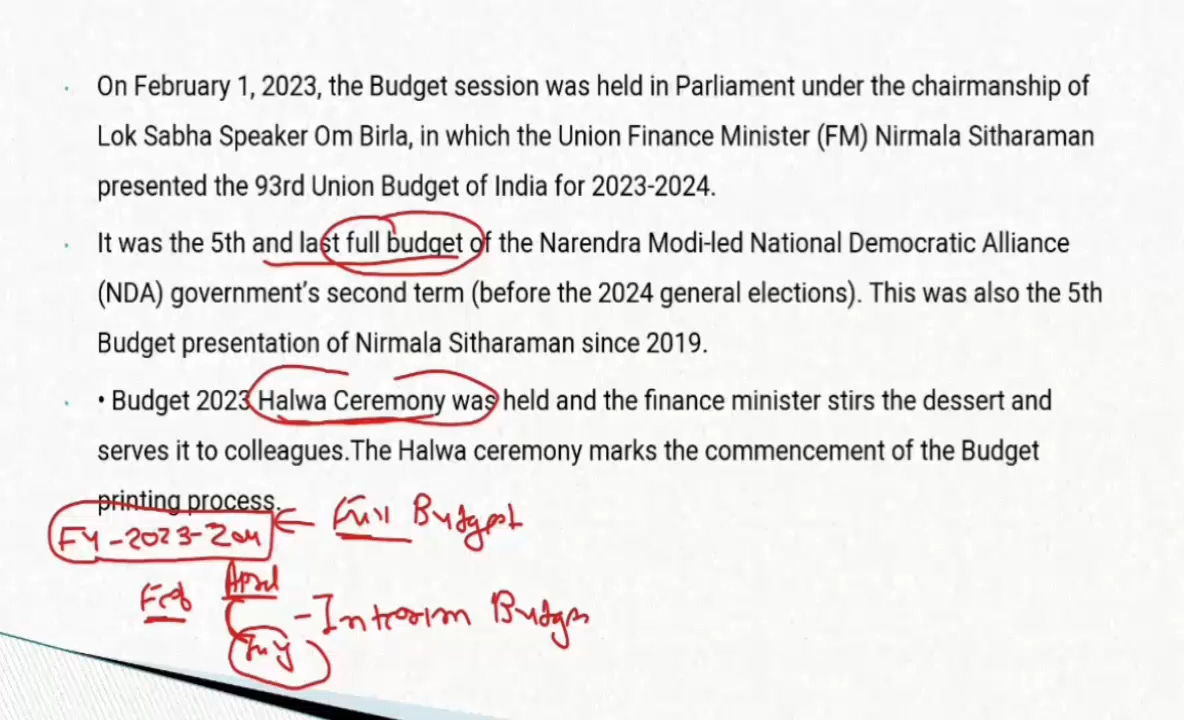 On February 1, 2023, the Budget session was held in Parliament under the chairmanship of
Lok Sabha Speaker Om Birla, in which the Union Finance Minister (FM) Nirmala Sitharaman
presented the 93rd Union Budget of India for 2023-2024.
It was the 5th and last full budget of the Narendra Modi-led National Democratic Alliance
(NDA) government's second term (before the 2024 general elections). This was also the 5th
Budget presentation of Nirmala Sitharaman since 2019.
• Budget 2023 Halwa Ceremony was held and the finance minister stirs the dessert and
serves it to colleagues.The Halwa ceremony marks the commencement of the Budget
printing process.
FY-2023- Full Budget
Feb April
- Interim